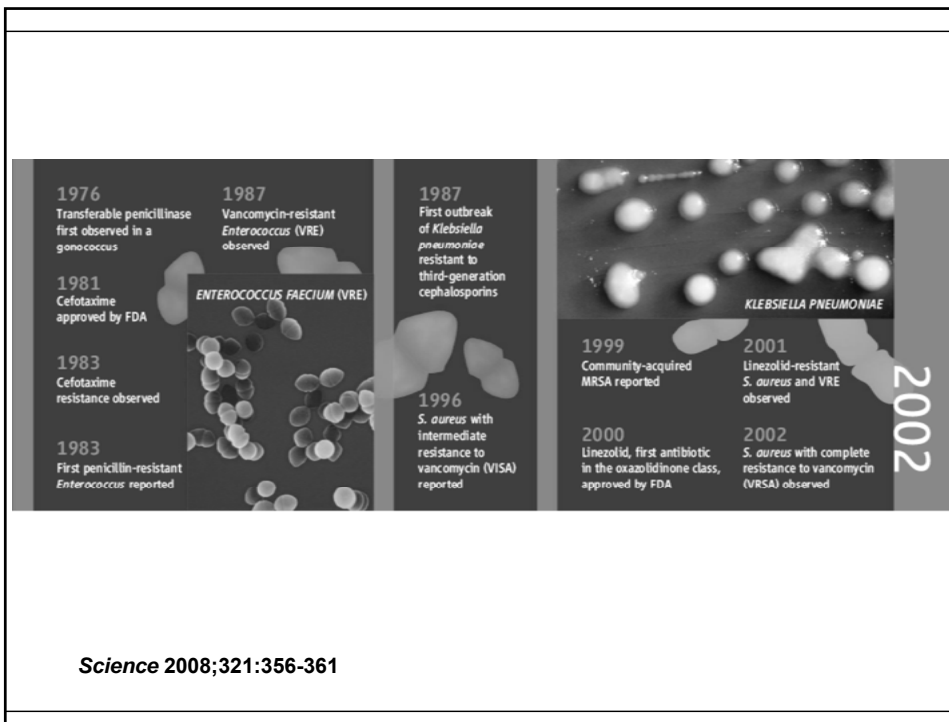 1976
Transferable penicillinase
first observed in a
gonococcus
1981
Cefotaxime
approved by FDA
1983
Cefotaxime
resistance observed
1983
First penicillin-resistant
Enterococcus reported
1987
Vancomycin-resistant
Enterococcus (VRE)
observed
ENTEROCOCCUS FAECIUM (VRE)
1987
First outbreak
of Klebsiella
pneumoniae
resistant to
third-generation
cephalosporins
1996
S. aureus with
intermediate
resistance to
vancomycin (VISA)
reported
KLEBSIELLA PNEUMONIAE
1999
Community-acquired
MRSA reported
2000
Linezolid, first antibiotic
in the oxazolidinone class,
approved by FDA
2001
Linezolid-resistant
S. aureus and VRE
observed
2002
S. aureus with complete
resistance to vancomycin
(VRSA) observed
2002
Science 2008;321:356-361